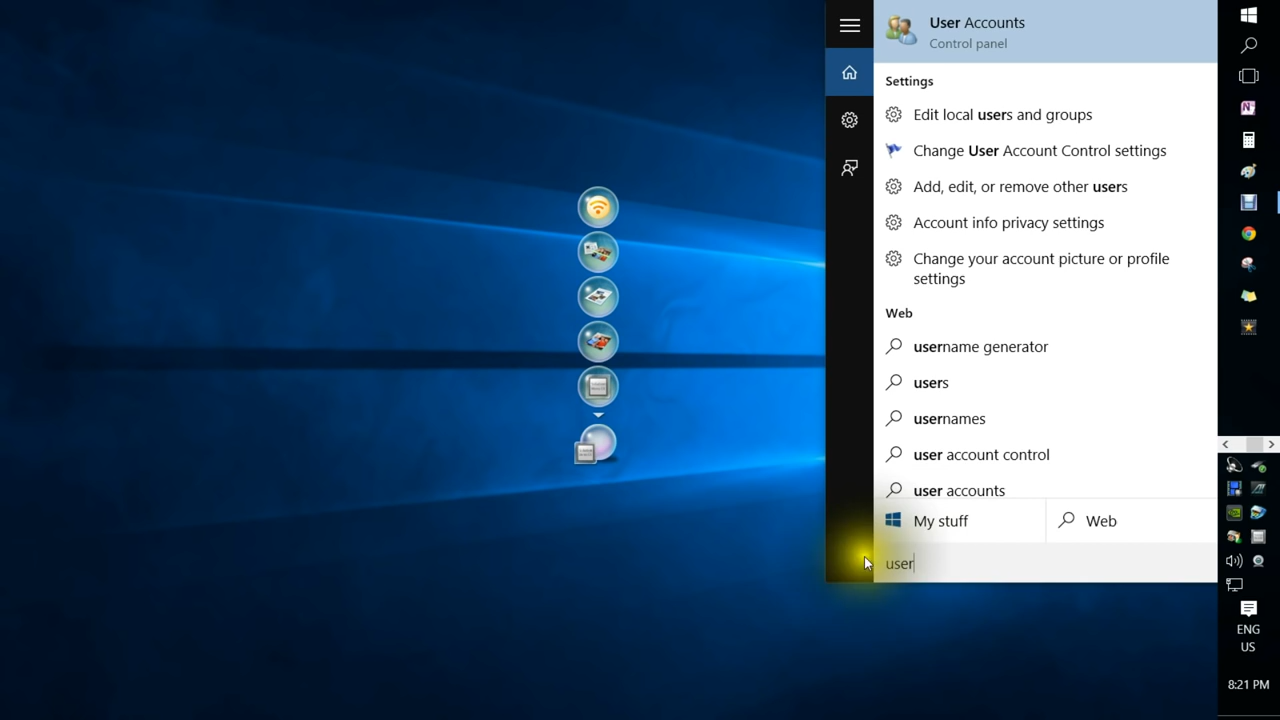 User Accounts
Control panel
Settings
Edit local users and groups
Change User Account Control settings
Add, edit, or remove other users
Account info privacy settings
Change your account picture or profile
settings
Web
username generator
users
usernames
user account control
user accounts
My stuff
Web
user
ENG
US
8:21 PM